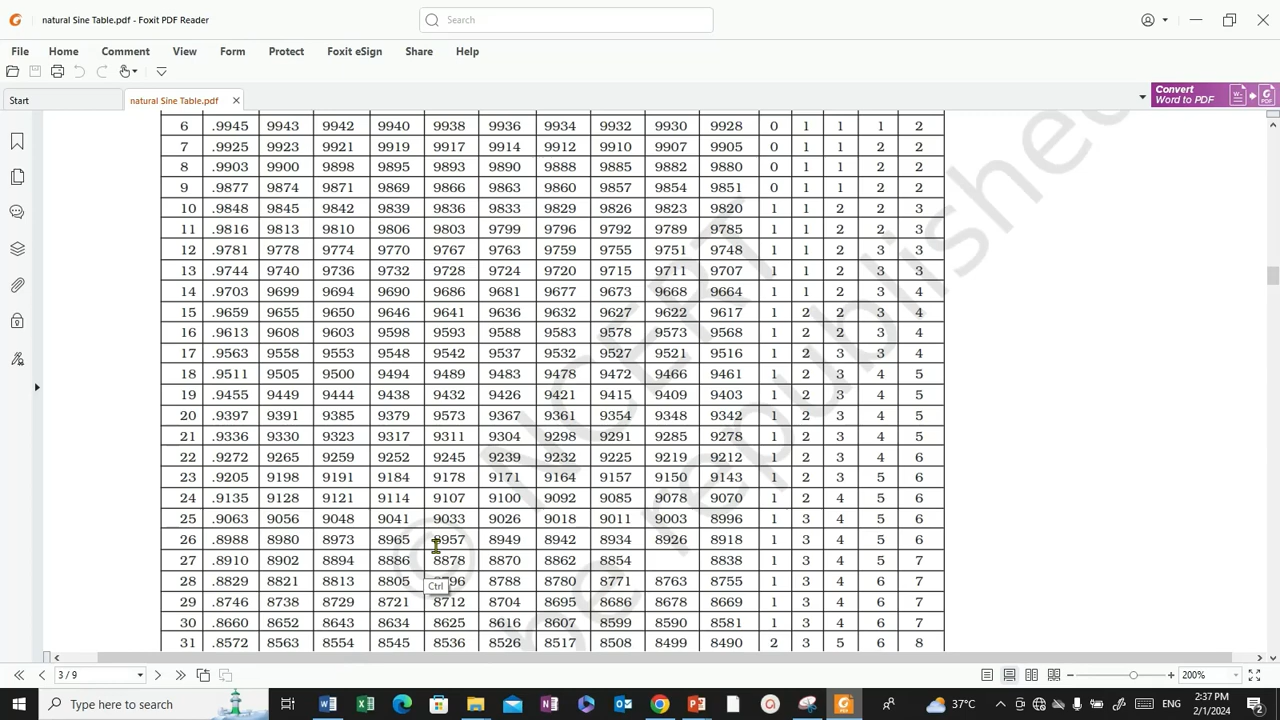 natural Sine Table.pdf - Foxit PDF Reader
Search
File Home Comment View Form Protect Foxit eSign Share Help
Start natural Sine Table.pdf
Convert
Word to PDF
6 .9945 9943 9942 9940 9938 9936 9934 9932 9930 9928 0 1 1 1 2
7 .9925 9923 9921 9919 9917 9914 9912 9910 9907 9905 0 1 1 2 2
8 .9903 9900 9898 9895 9893 9890 9888 9885 9882 9880 0 1 1 2 2
9 .9877 9874 9871 9869 9866 9863 9860 9857 9854 9851 0 1 1 2 2
10 .9848 9845 9842 9839 9836 9833 9829 9826 9823 9820 1 1 2 2 3
11 .9816 9813 9810 9806 9803 9799 9796 9792 9789 9785 1 1 2 2 3
12 .9781 9778 9774 9770 9767 9763 9759 9755 9751 9748 1 1 2 3 3
13 .9744 9740 9736 9732 9728 9724 9720 9715 9711 9707 1 1 2 3 3
14 .9703 9699 9694 9690 9686 9681 9677 9673 9668 9664 1 1 2 3 4
15 .9659 9655 9650 9646 9641 9636 9632 9627 9622 9617 1 2 2 3 4
16 .9613 9608 9603 9598 9593 9588 9583 9578 9573 9568 1 2 2 3 4
17 .9563 9558 9553 9548 9542 9537 9532 9527 9521 9516 1 2 3 3 4
18 .9511 9505 9500 9494 9489 9483 9478 9472 9466 9461 1 2 3 4 5
19 .9455 9449 9444 9438 9432 9426 9421 9415 9409 9403 1 2 3 4 5
20 .9397 9391 9385 9379 9573 9367 9361 9354 9348 9342 1 2 3 4 5
21 .9336 9330 9323 9317 9311 9304 9298 9291 9285 9278 1 2 3 4 5
22 .9272 9265 9259 9252 9245 9239 9232 9225 9219 9212 1 2 3 4 6
23 .9205 9198 9191 9184 9178 9171 9164 9157 9150 9143 1 2 3 5 6
24 .9135 9128 9121 9114 9107 9100 9092 9085 9078 9070 1 2 4 5 6
25 .9063 9056 9048 9041 9033 9026 9018 9011 9003 8996 1 3 4 5 6
26 .8988 8980 8973 8965 8957 8949 8942 8934 8926 8918 1 3 4 5 6
27 .8910 8902 8894 8886 8878 8870 8862 8854 8838 1 3 4 5 7
28 .8829 8821 8813 8805 8788 8780 8771 8763 8755 1 3 4 6 7
29 .8746 8738 8729 8721 8712 8704 8695 8686 8678 8669 1 3 4 6 7
30 .8660 8652 8643 8634 8625 8616 8607 8599 8590 8581 1 3 4 6 7
31 .8572 8563 8554 8545 8536 8526 8517 8508 8499 8490 2 3 5 6 8
© NCERT
be republished
Ctrl
3 / 9 200%
Type here to search
37°C ENG
2:37 PM
2/1/2024
2